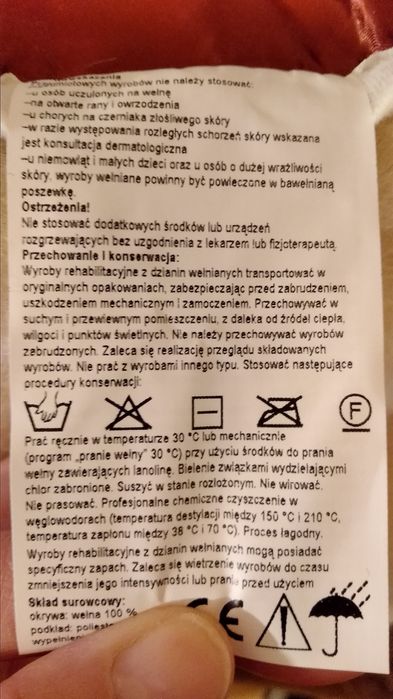 wyrobów nie należy stosować:
-u osób uczulonych na wełnę
-na otwarte rany i owrzodzenia
-u chorych na czerniaka złośliwego skóry
-w razie występowania rozległych schorzeń skóry wskazana
jest konsultacja dermatologiczna
-u niemowląt i małych dzieci oraz u osób o dużej wrażliwości
skóry, wyroby wełniane powinny być powleczone w bawełnianą
poszewkę.
Ostrzeżenia!
Nie stosować dodatkowych środków lub urządzeń
rozgrzewających bez uzgodnienia z lekarzem lub fizjoterapeutą.
Przechowanie i konserwacja:
Wyroby rehabilitacyjne z dzianin wełnianych transportować w
oryginalnych opakowaniach, zabezpieczając przed zabrudzeniem,
uszkodzeniem mechanicznym i zamoczeniem. Przechowywać w
suchym i przewiewnym pomieszczeniu, z daleka od źródeł ciepła,
wilgoci i punktów świetlnych. Nie należy przechowywać wyrobów
zabrudzonych. Zaleca się realizację przeglądu składowanych
wyrobów. Nie prać z wyrobami innego typu. Stosować następujące
procedury konserwacji:
F
Prać ręcznie w temperaturze 30 °C lub mechanicznie
(program „pranie wełny” 30 °C) przy użyciu środków do prania
wełny zawierających lanolinę. Bielenie związkami wydzielającymi
chlor zabronione. Suszyć w stanie rozłożonym. Nie wirować.
Nie prasować. Profesjonalne chemiczne czyszczenie w
węglowodorach (temperatura destylacji między 150 °C i 210 °C,
temperatura zapłonu między 38 °C i 70 °C). Proces łagodny.
Wyroby rehabilitacyjne z dzianin wełnianych mogą posiadać
specyficzny zapach. Zaleca się wietrzenie wyrobów do czasu
zmniejszenia jego intensywności lub pranie przed użyciem
Skład surowcowy:
okrywa: wełna 100 %
podkład:
CE